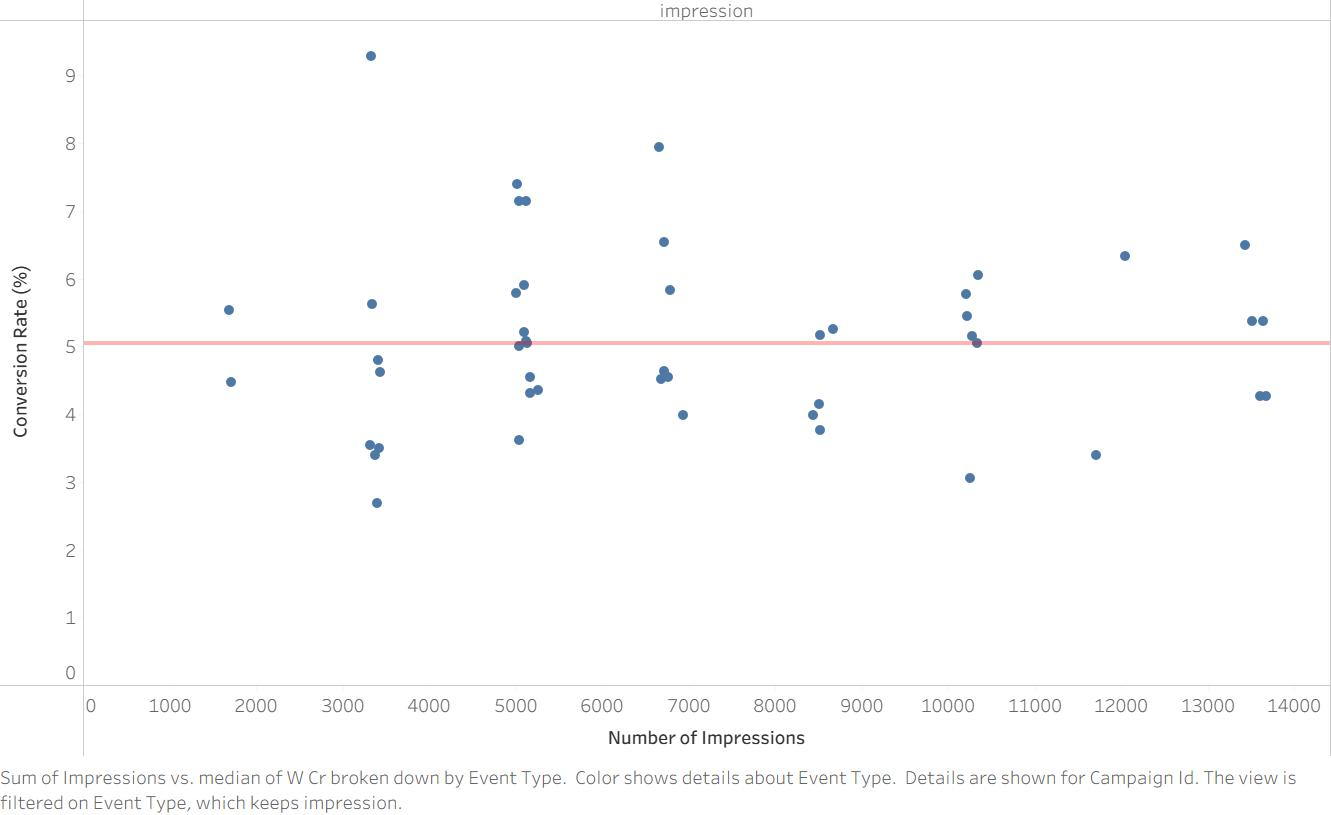 impression
9
8
7
6
5
4
3
2
1
0
Conversion Rate (%)
0 1000 2000 3000 4000 5000 6000 7000 8000 9000 10000 11000 12000 13000 14000
Number of Impressions
Sum of Impressions vs. median of W Cr broken down by Event Type. Color shows details about Event Type. Details are shown for Campaign Id. The view is
filtered on Event Type, which keeps impression.